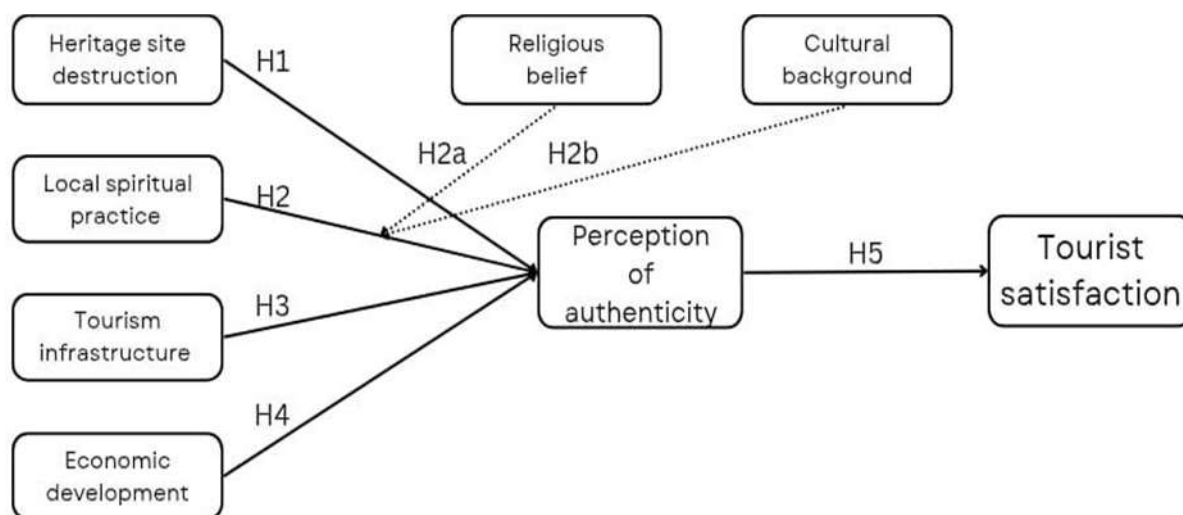 Heritage site
destruction
H1
Religious
belief
Cultural
background
H2a
H2b
Local spiritual
practice
H2
Perception
of
authenticity
H5
Tourist
satisfaction
Tourism
infrastructure
H3
Economic
development
H4